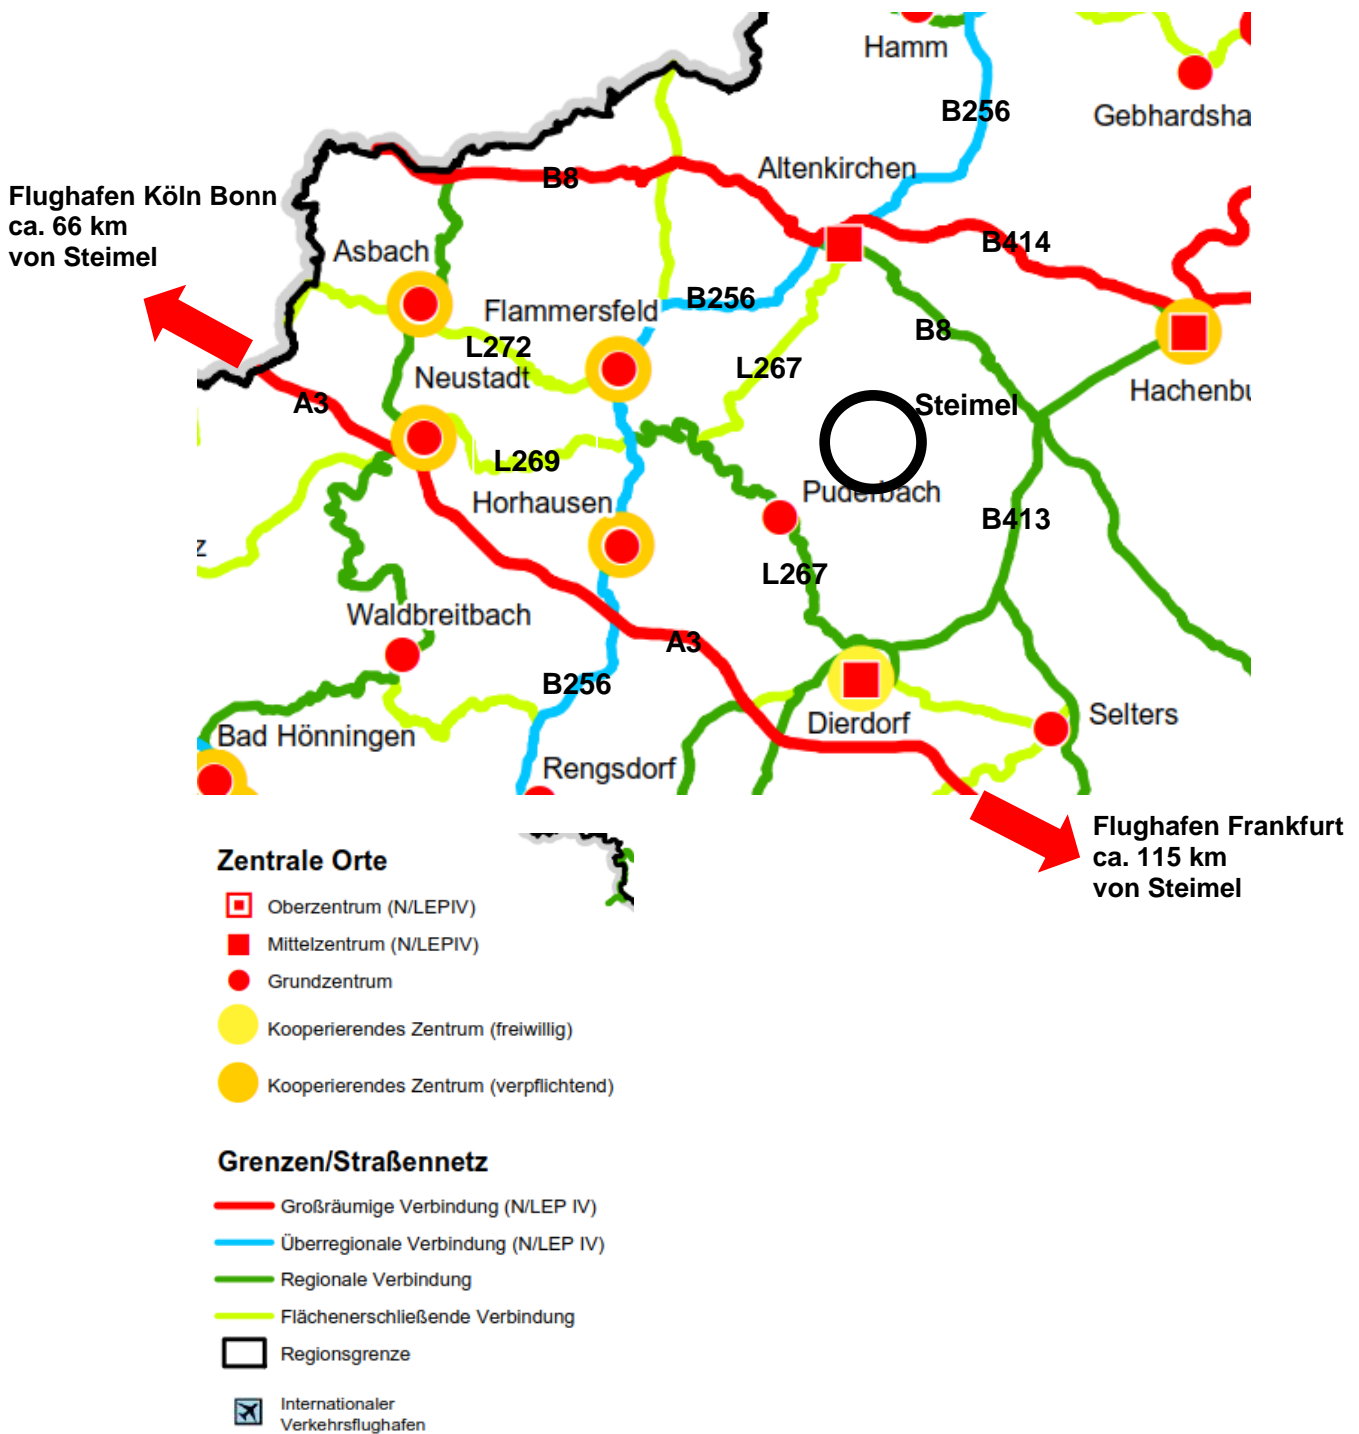 Hamm
B256
Gebhardsha
Altenkirchen
B8
Flughafen Köln Bonn
ca. 66 km
von Steimel
Asbach
B414
Flammersfeld
B256
B8
L272
Neustadt
L267
Hachenbu
A3
Steimel
L269
Horhausen
Puderbach
B413
z
L267
Waldbreitbach
A3
B256
Dierdorf
Selters
Bad Hönningen
Rengsdorf
Flughafen Frankfurt
ca. 115 km
von Steimel
Zentrale Orte
Oberzentrum (N/LEPIV)
Mittelzentrum (N/LEPIV)
Grundzentrum
Kooperierendes Zentrum (freiwillig)
Kooperierendes Zentrum (verpflichtend)
Grenzen/Straßennetz
Großräumige Verbindung (N/LEP IV)
Überregionale Verbindung (N/LEP IV)
Regionale Verbindung
Flächenerschließende Verbindung
Regionsgrenze
Internationaler
Verkehrsflughafen